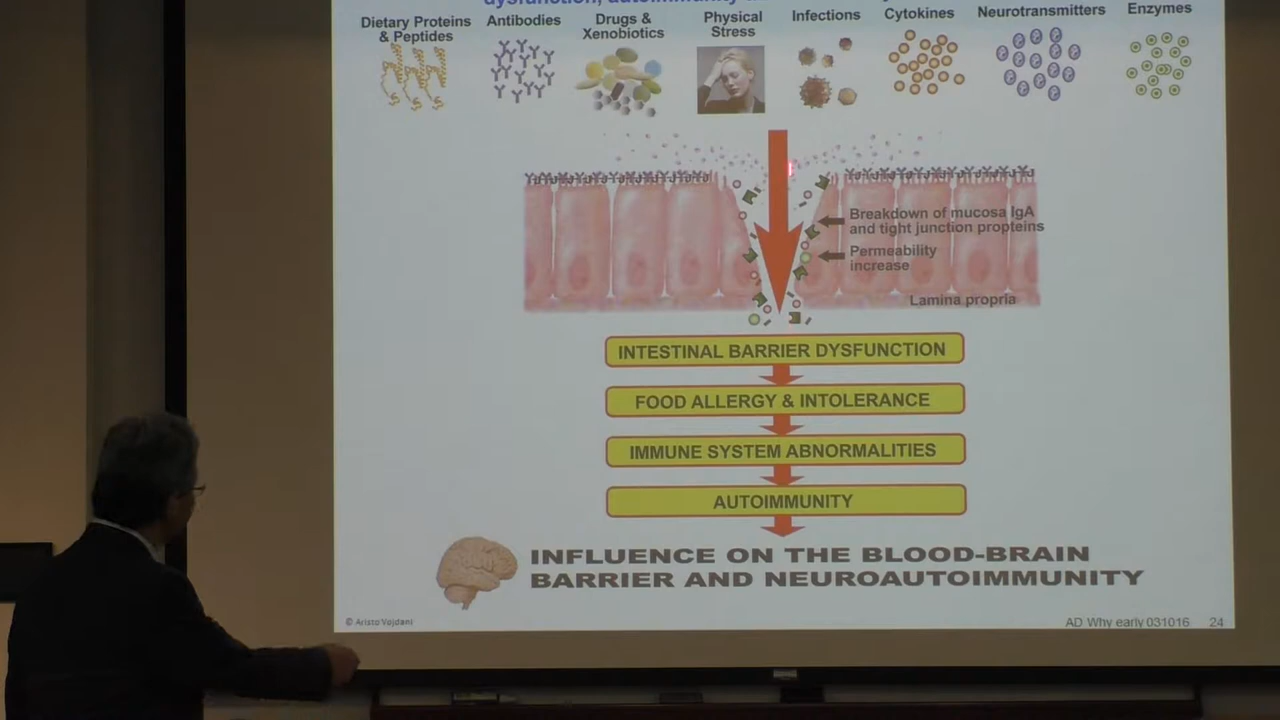 dysfunction, autoimmunity
Dietary Proteins
& Peptides
Antibodies
Drugs &
Xenobiotics
Physical
Stress
Infections
Cytokines
Neurotransmitters
Enzymes
Breakdown of mucosa IgA
and tight junction propteins
Permeability
increase
Lamina propria
INTESTINAL BARRIER DYSFUNCTION
FOOD ALLERGY & INTOLERANCE
IMMUNE SYSTEM ABNORMALITIES
AUTOIMMUNITY
INFLUENCE ON THE BLOOD-BRAIN
BARRIER AND NEUROAUTOIMMUNITY
© Aristo Vojdani
AD Why early 031016 24